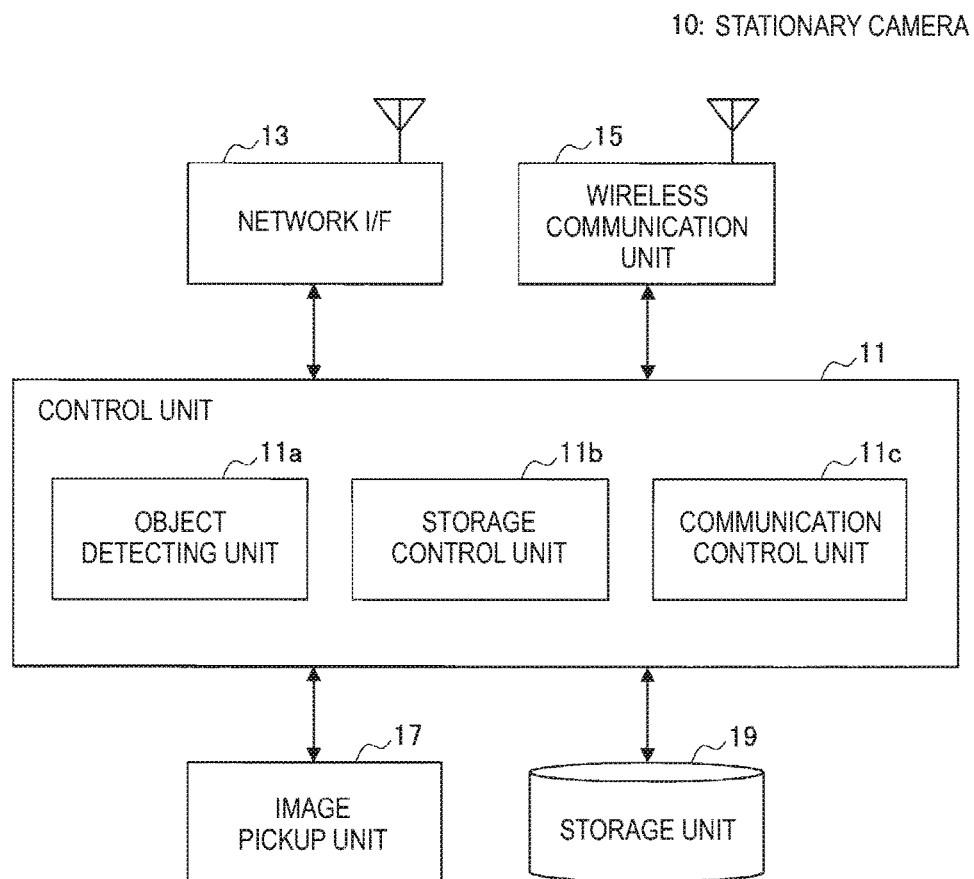 10: STATIONARY CAMERA
13
NETWORK I/F
15
WIRELESS
COMMUNICATION
UNIT
11
CONTROL UNIT
11a
OBJECT
DETECTING UNIT
11b
STORAGE
CONTROL UNIT
11c
COMMUNICATION
CONTROL UNIT
17
IMAGE
PICKUP UNIT
19
STORAGE UNIT